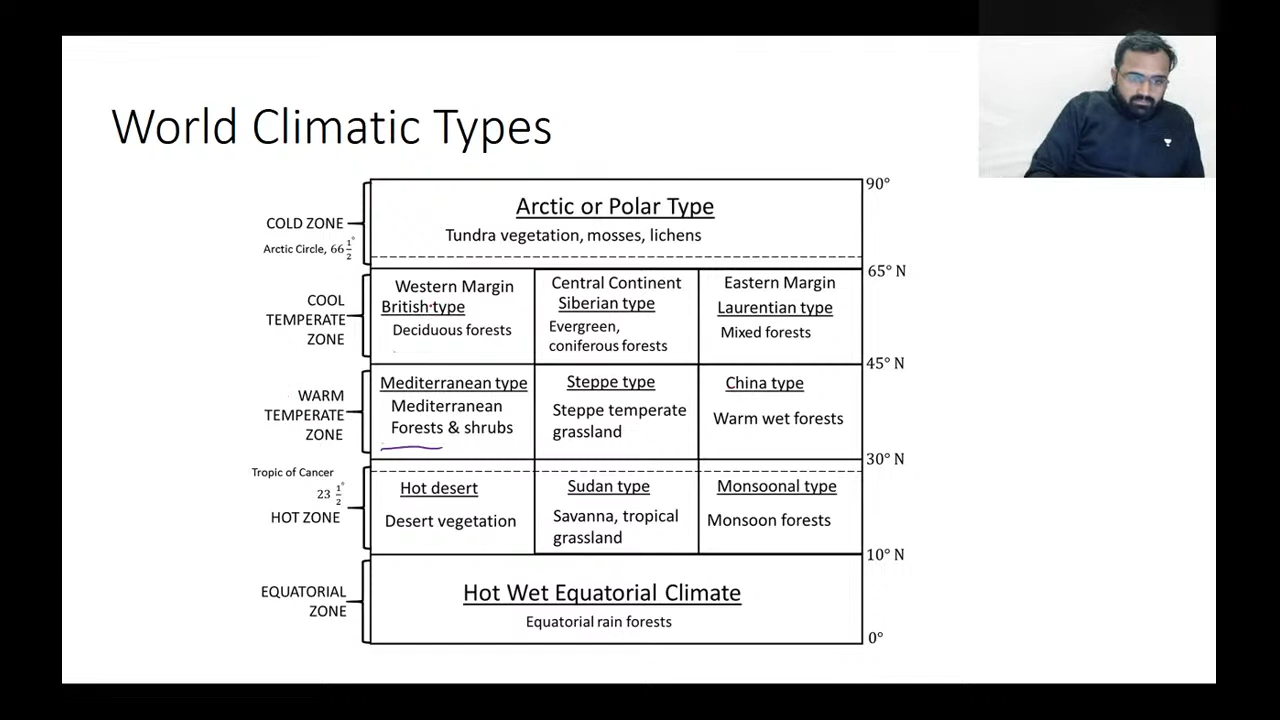 World Climatic Types
90°
Arctic or Polar Type
COLD ZONE
Tundra vegetation, mosses, lichens
Arctic Circle, 66 1/2°
65° N
Western Margin
Central Continent
Eastern Margin
COOL
TEMPERATE
ZONE
British type
Siberian type
Laurentian type
Deciduous forests
Evergreen,
coniferous forests
Mixed forests
45° N
Mediterranean type
Steppe type
China type
WARM
TEMPERATE
ZONE
Mediterranean
Forests & shrubs
Steppe temperate
grassland
Warm wet forests
30° N
Tropic of Cancer
23 1/2°
HOT ZONE
Hot desert
Sudan type
Monsoonal type
Desert vegetation
Savanna, tropical
grassland
Monsoon forests
10° N
EQUATORIAL
ZONE
Hot Wet Equatorial Climate
Equatorial rain forests
0°